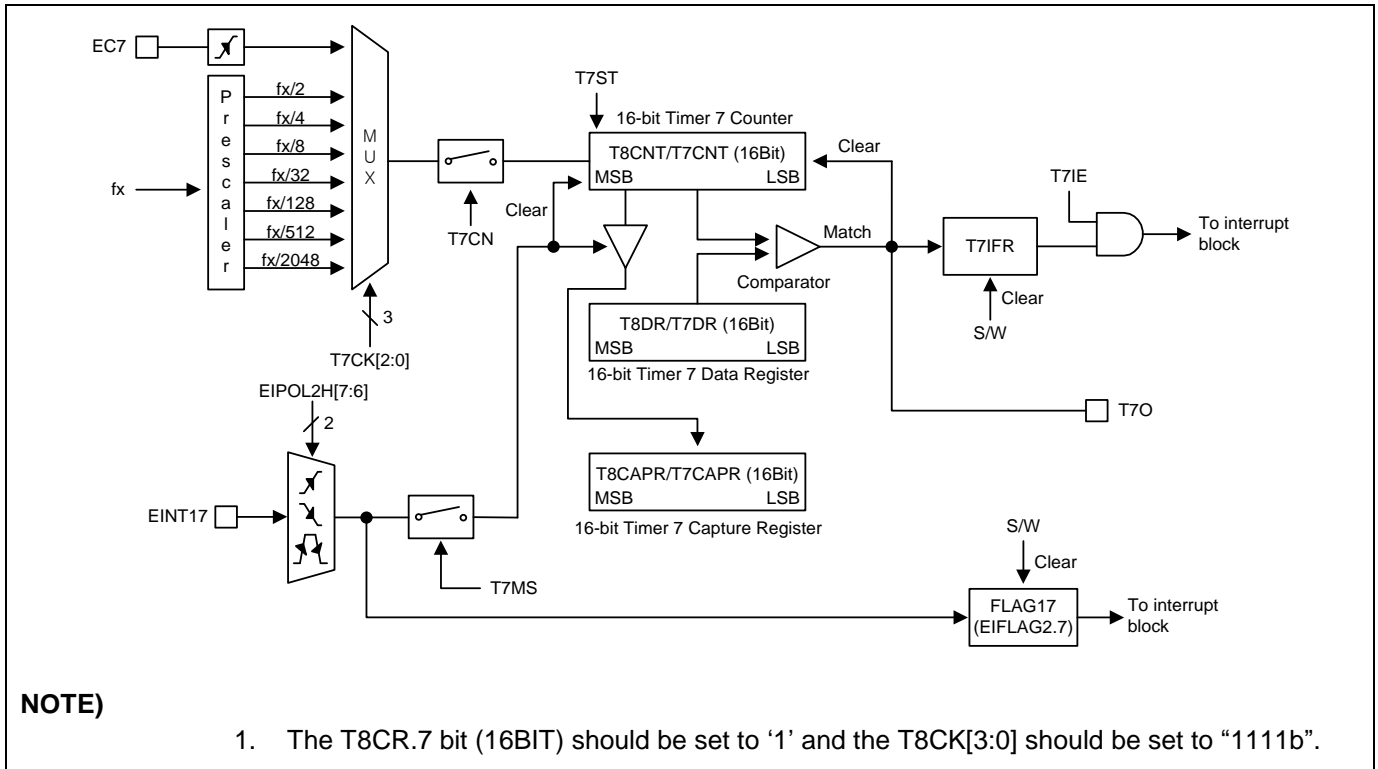 EC7
fx
Prescaler
fx/2
fx/4
fx/8
fx/32
fx/128
fx/512
fx/2048
MUX
3
T7CK[2:0]
T7CN
T7ST
16-bit Timer 7 Counter
T8CNT/T7CNT (16Bit)
MSB LSB
Clear
Clear
Match
Comparator
T8DR/T7DR (16Bit)
MSB LSB
16-bit Timer 7 Data Register
T7IE
T7IFR
Clear
S/W
To interrupt
block
T7O
EIPOL2H[7:6]
2
EINT17
T7MS
T8CAPR/T7CAPR (16Bit)
MSB LSB
16-bit Timer 7 Capture Register
S/W
Clear
FLAG17
(EIFLAG2.7)
To interrupt
block
NOTE)
1. The T8CR.7 bit (16BIT) should be set to ‘1’ and the T8CK[3:0] should be set to “1111b”.